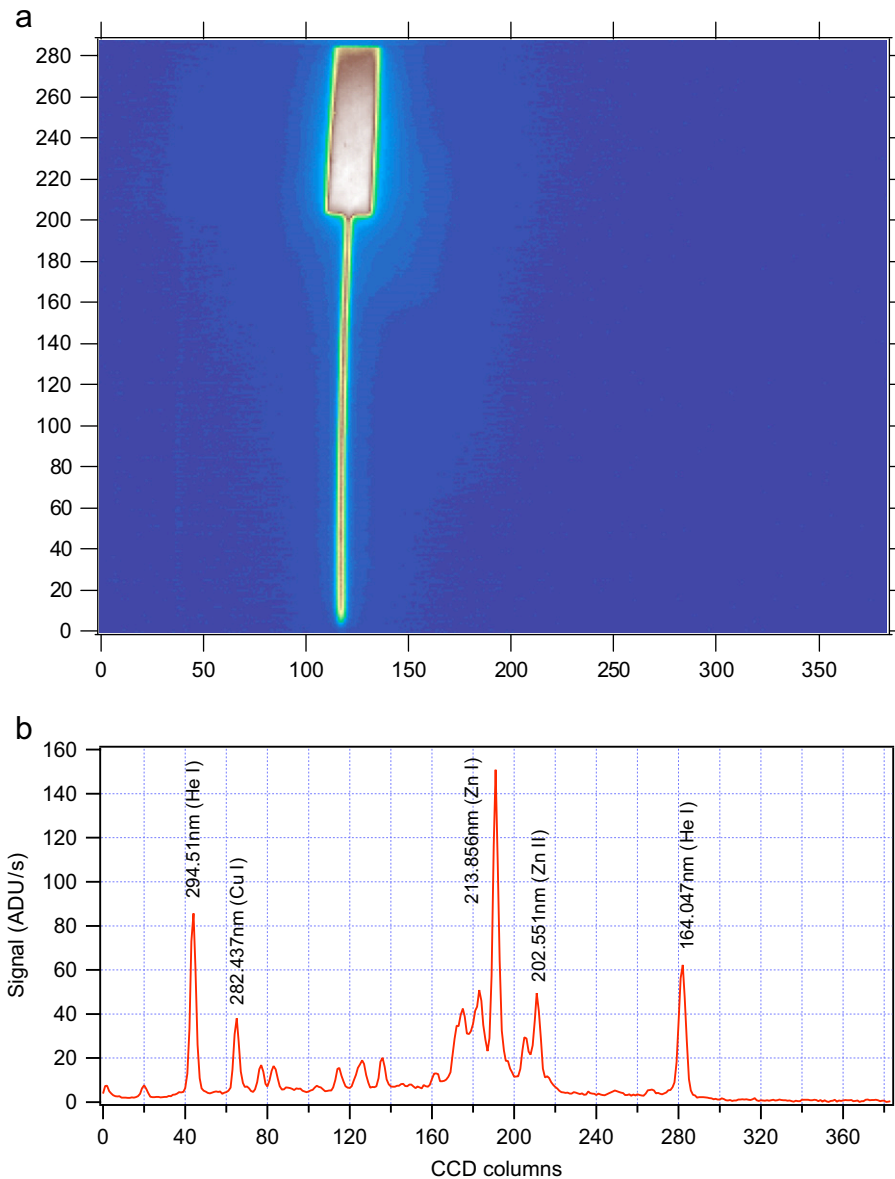 a
280
260
240
220
200
180
160
140
120
100
80
60
40
20
0
0 50 100 150 200 250 300 350
b
160
140
120
100
80
60
40
20
0
Signal (ADU/s)
294.51nm (He I)
282.437nm (Cu I)
213.856nm (Zn I)
202.551nm (Zn II)
164.047nm (He I)
0 40 80 120 160 200 240 280 320 360
CCD columns